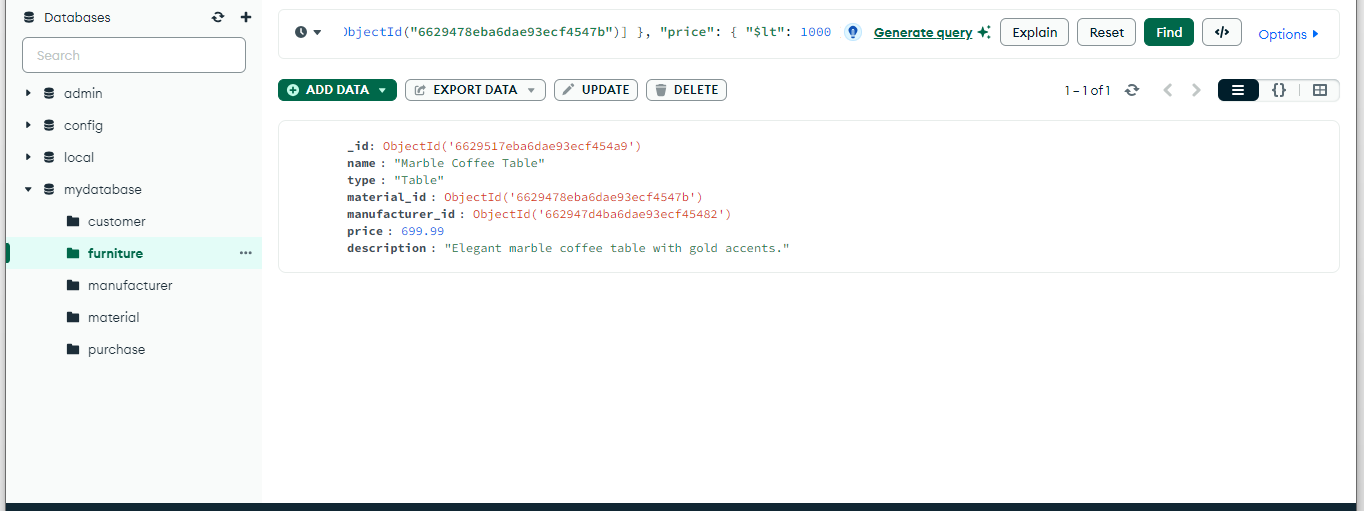 Databases
Search
admin
config
local
mydatabase
customer
furniture
manufacturer
material
purchase
ObjectId("6629478eba6dae93ecf4547b")] }, "price": { "$lt": 1000
Generate query
Explain
Reset
Find
</>
Options
ADD DATA
EXPORT DATA
UPDATE
DELETE
1 – 1 of 1
{}
_id: ObjectId('6629517eba6dae93ecf454a9')
name : "Marble Coffee Table"
type : "Table"
material_id : ObjectId('6629478eba6dae93ecf4547b')
manufacturer_id : ObjectId('662947d4ba6dae93ecf45482')
price : 699.99
description : "Elegant marble coffee table with gold accents."